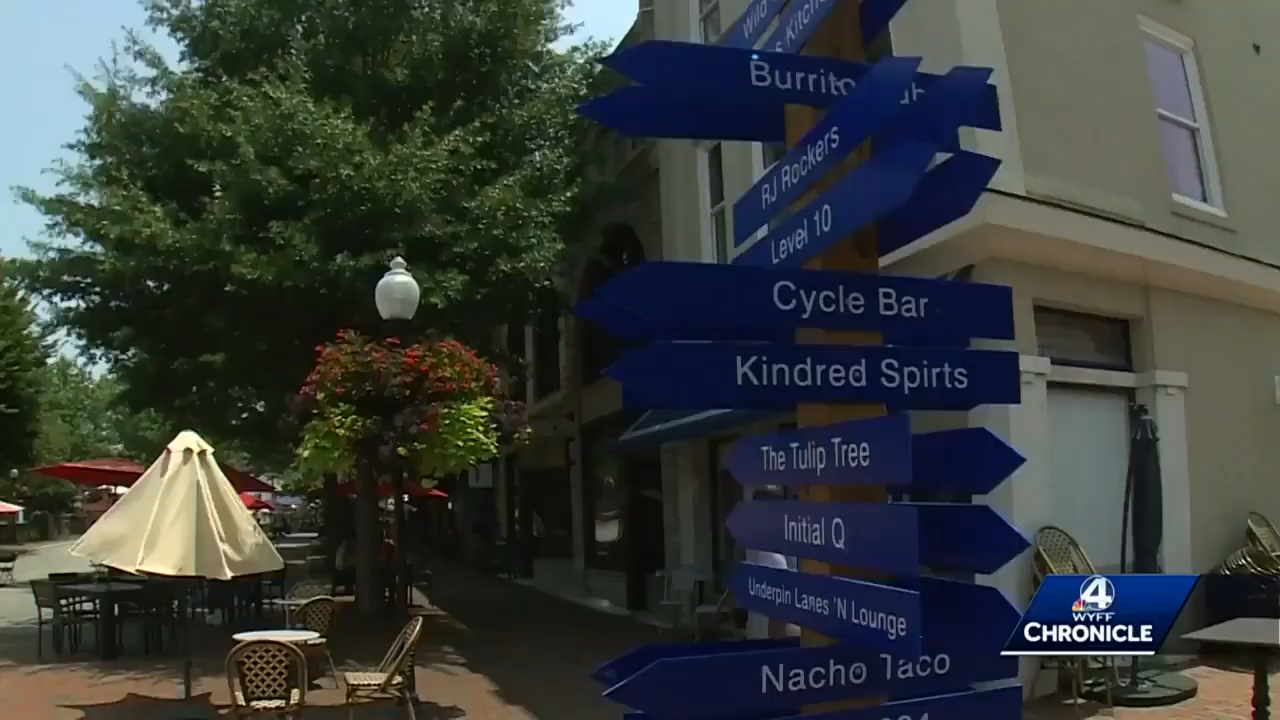 Wild
Burrito
RJ Rockers
Level 10
Cycle Bar
Kindred Spirts
The Tulip Tree
Initial Q
Underpin Lanes 'N Lounge
Nacho Taco
4
WYFF
CHRONICLE